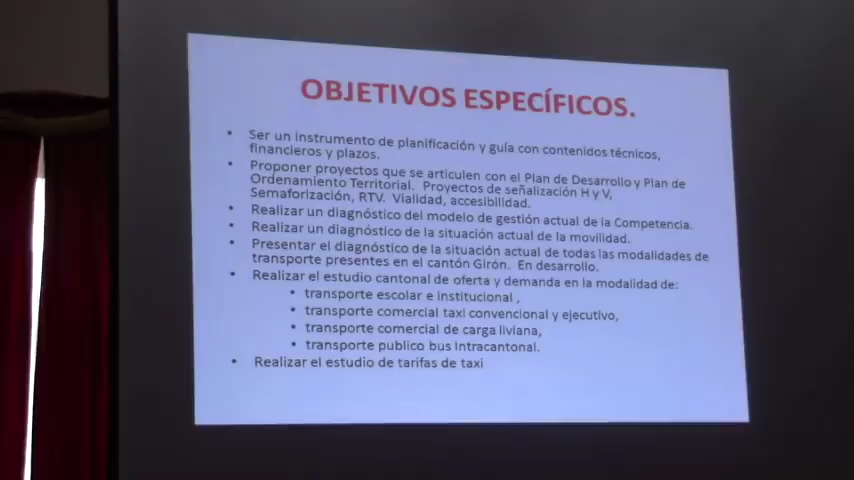 OBJETIVOS ESPECÍFICOS.
• Ser un instrumento de planificación y guía con contenidos técnicos,
financieros y plazos.
• Proponer proyectos que se articulen con el Plan de Desarrollo y Plan de
Ordenamiento Territorial. Proyectos de señalización H y V,
Semaforización, RTV. Vialidad, accesibilidad.
• Realizar un diagnóstico del modelo de gestión actual de la Competencia.
• Realizar un diagnóstico de la situación actual de la movilidad.
• Presentar el diagnóstico de la situación actual de todas las modalidades de
transporte presentes en el cantón Girón. En desarrollo.
• Realizar el estudio cantonal de oferta y demanda en la modalidad de:
• transporte escolar e institucional ,
• transporte comercial taxi convencional y ejecutivo,
• transporte comercial de carga liviana,
• transporte publico bus Intracantonal.
• Realizar el estudio de tarifas de taxi